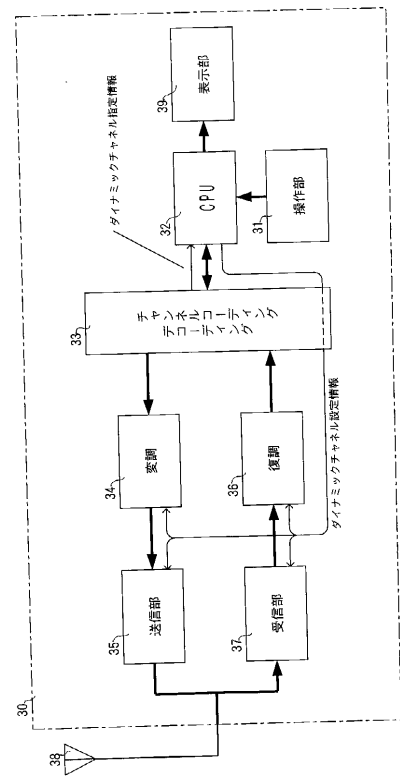 30
38
35
送信部
34
変調
33
チャンネルコーディング
デコーディング
ダイナミックチャネル指定情報
32
CPU
39
表示部
37
受信部
36
復調
31
操作部
ダイナミックチャネル設定情報